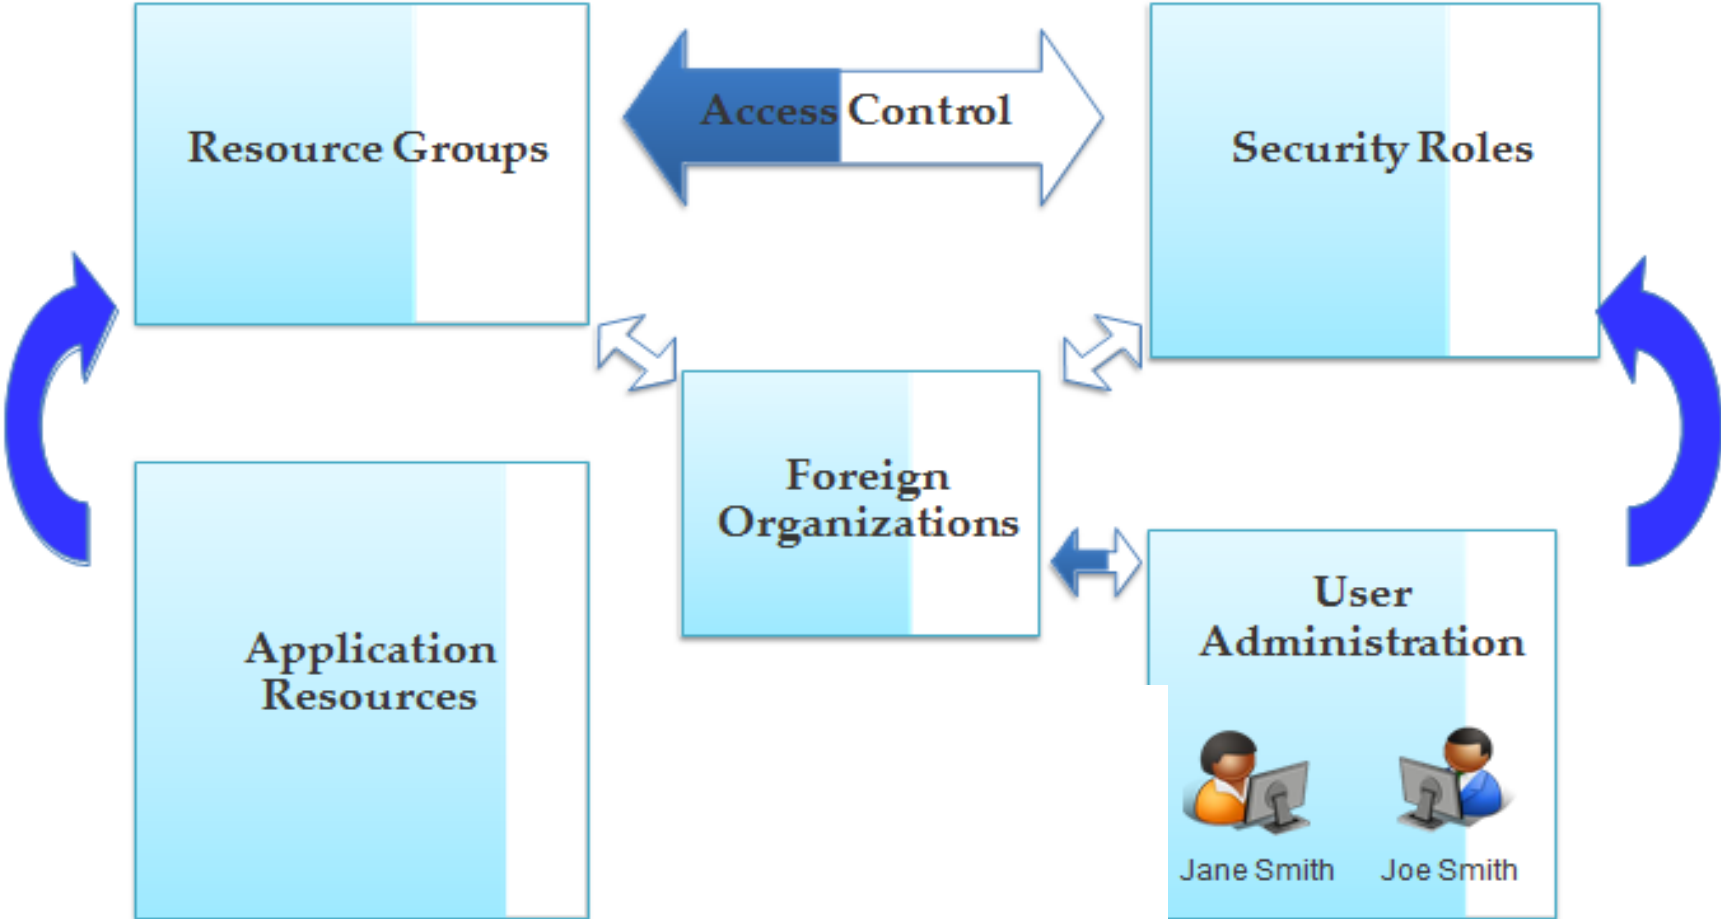 Resource Groups
Access Control
Security Roles
Foreign
Organizations
Application
Resources
User
Administration
Jane Smith
Joe Smith